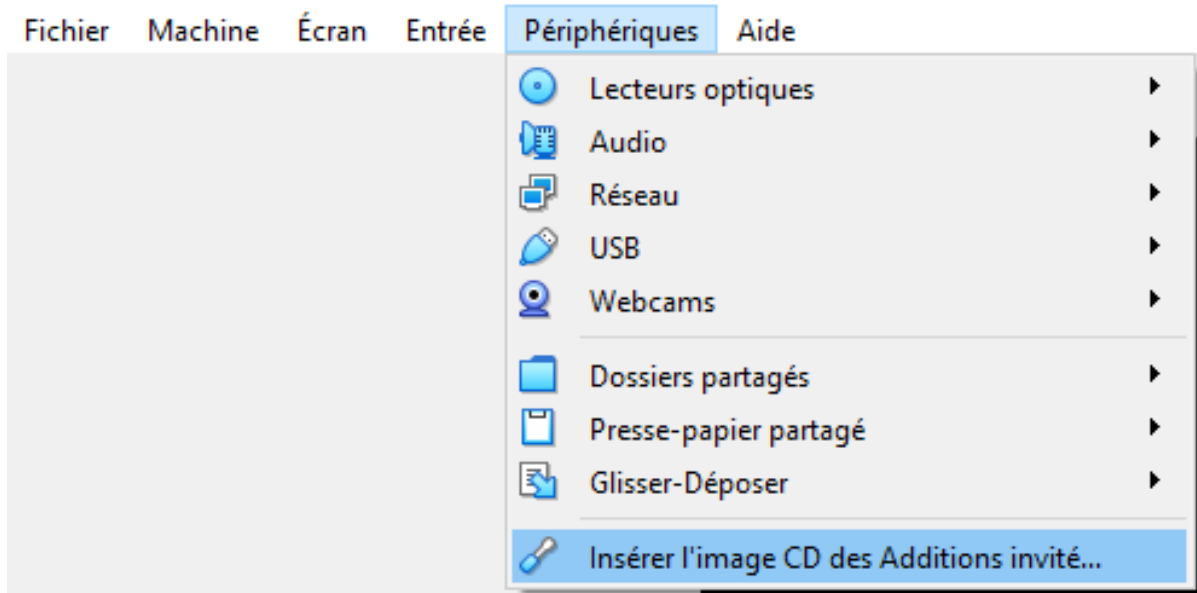 Fichier Machine Écran Entrée Périphériques Aide
Lecteurs optiques
Audio
Réseau
USB
Webcams
Dossiers partagés
Presse-papier partagé
Glisser-Déposer
Insérer l'image CD des Additions invité...